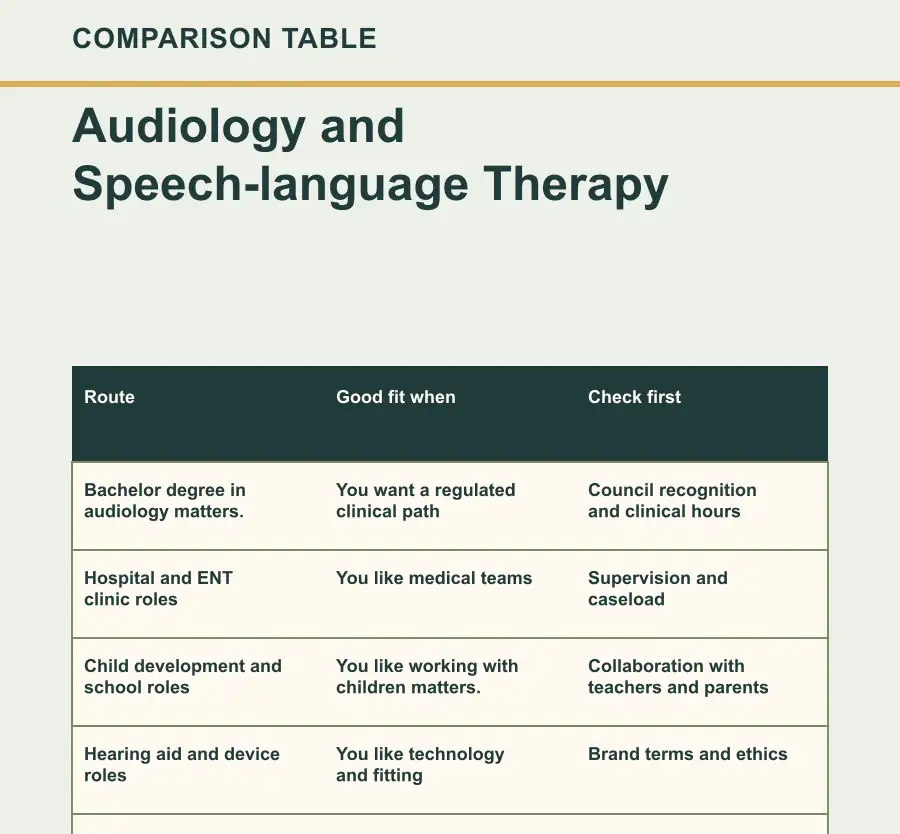 COMPARISON TABLE
Audiology and
Speech-language Therapy
Route
Good fit when
Check first
Bachelor degree in
audiology matters.
You want a regulated
clinical path
Council recognition
and clinical hours
Hospital and ENT
clinic roles
You like medical teams
Supervision and
caseload
Child development and
school roles
You like working with
children matters.
Collaboration with
teachers and parents
Hearing aid and device
roles
You like technology
and fitting
Brand terms and ethics